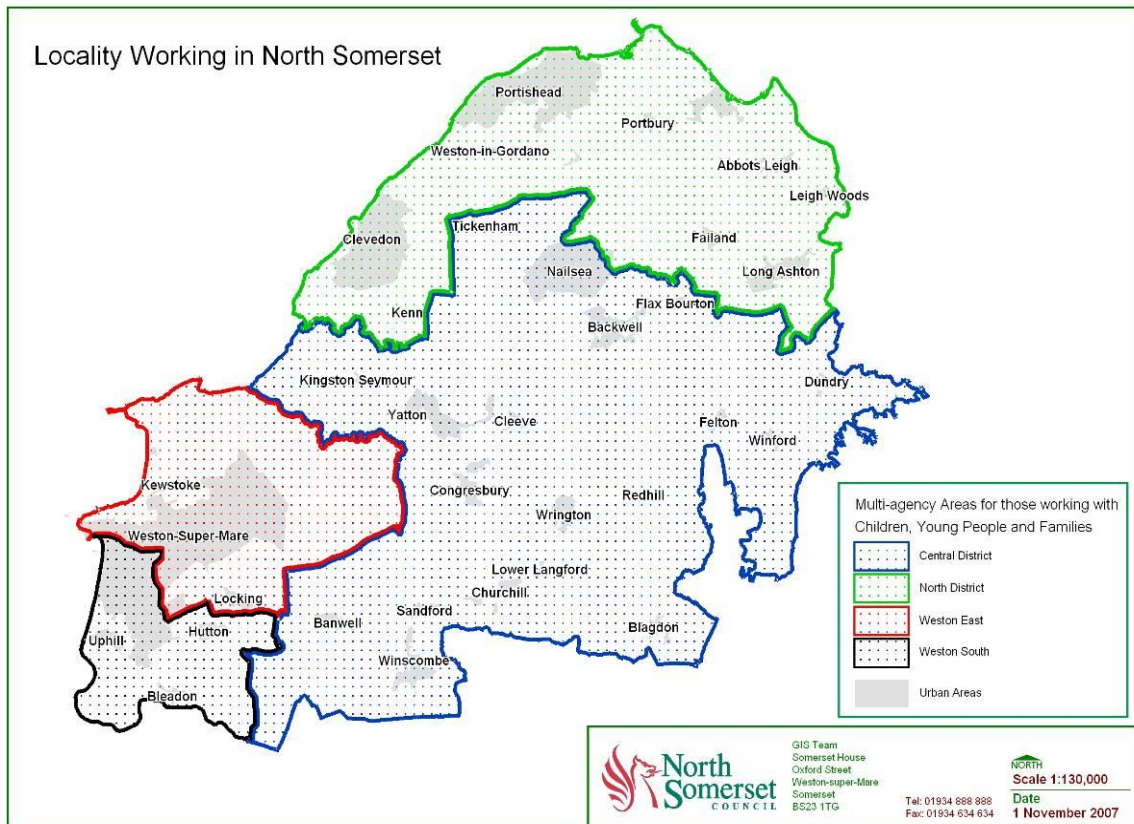 Locality Working in North Somerset
Portishead
Portbury
Weston-in-Gordano
Abbots Leigh
Leigh Woods
Tickenham
Clevedon
Failand
Nailsea
Long Ashton
Flax Bourton
Kenn
Backwell
Kingston Seymour
Dundry
Yatton
Cleeve
Felton
Winford
Kewstoke
Congresbury
Redhill
Wrington
Weston-Super-Mare
Lower Langford
Churchill
Locking
Sandford
Banwell
Blagdon
Hutton
Uphill
Winscombe
Bleadon
Multi-agency Areas for those working with
Children, Young People and Families
Central District
North District
Weston East
Weston South
Urban Areas
North
Somerset
COUNCIL
GIS Team
Somerset House
Oxford Street
Weston-super-Mare
Somerset
BS23 1TG
Tel: 01934 888 888
Fax: 01934 634 634
NORTH
Scale 1:130,000
Date
1 November 2007